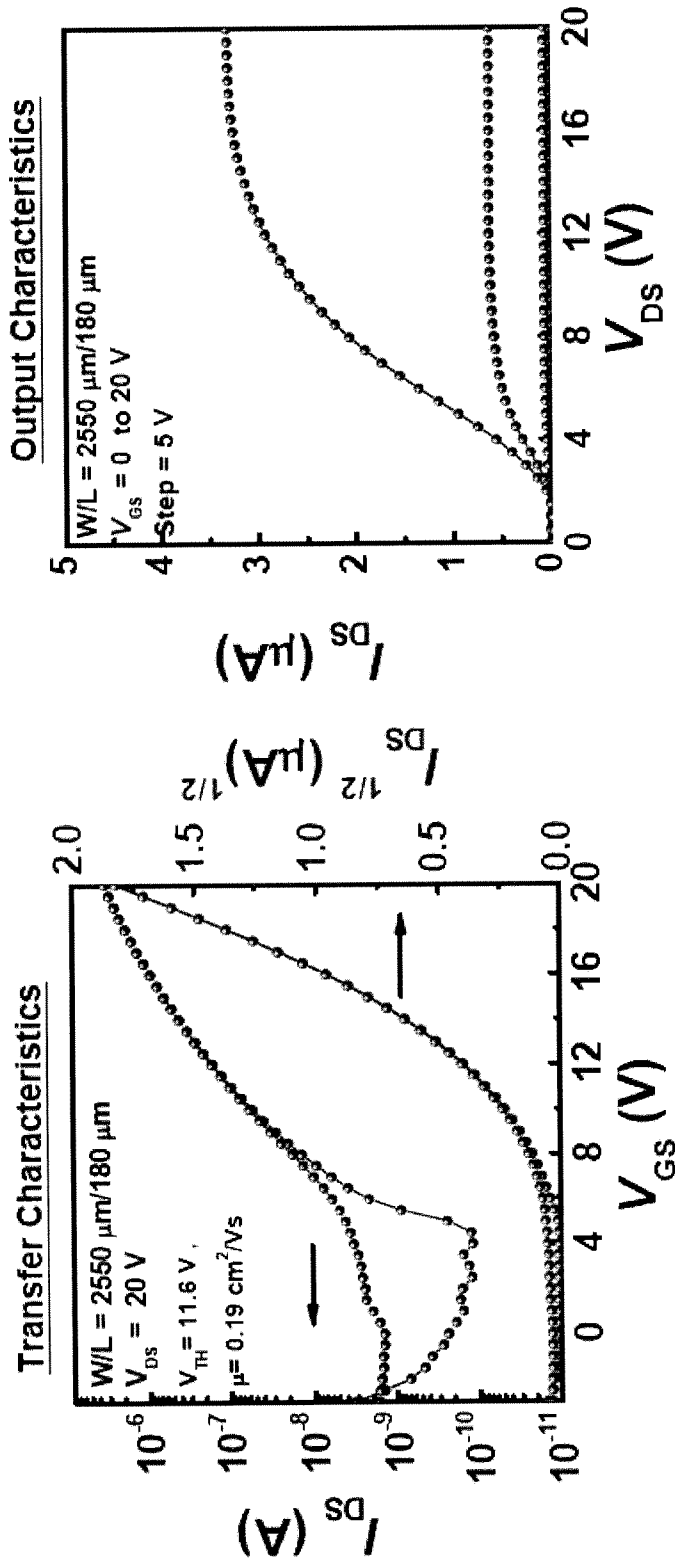 Transfer Characteristics
W/L = 2550 μm/180 μm
V_DS = 20 V
V_TH = 11.6 V ,
μ= 0.19 cm²/Vs
10⁻⁶
10⁻⁷
10⁻⁸
10⁻⁹
10⁻¹⁰
10⁻¹¹
I_DS (A)
0 4 8 12 16 20
V_GS (V)
2.0
1.5
1.0
0.5
0.0
I_DS^1/2 (μA)^1/2
Output Characteristics
W/L = 2550 μm/180 μm
V_GS = 0 to 20 V
Step = 5 V
5
4
3
2
1
0
I_DS (μA)
0 4 8 12 16 20
V_DS (V)